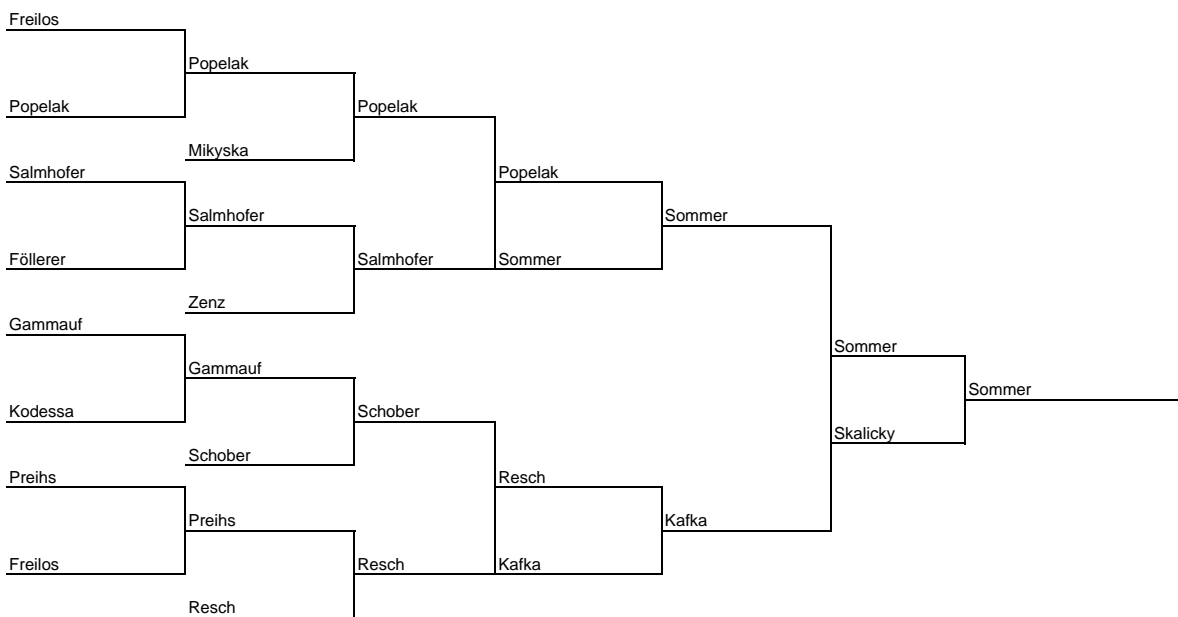 Freilos
Popelak
Popelak
Popelak
Mikyska
Salmhofer
Popelak
Salmhofer
Sommer
Föllerer
Salmhofer
Sommer
Zenz
Gammauf
Sommer
Gammauf
Sommer
Kodessa
Schober
Skalicky
Schober
Preihs
Resch
Preihs
Kafka
Freilos
Resch
Kafka
Resch